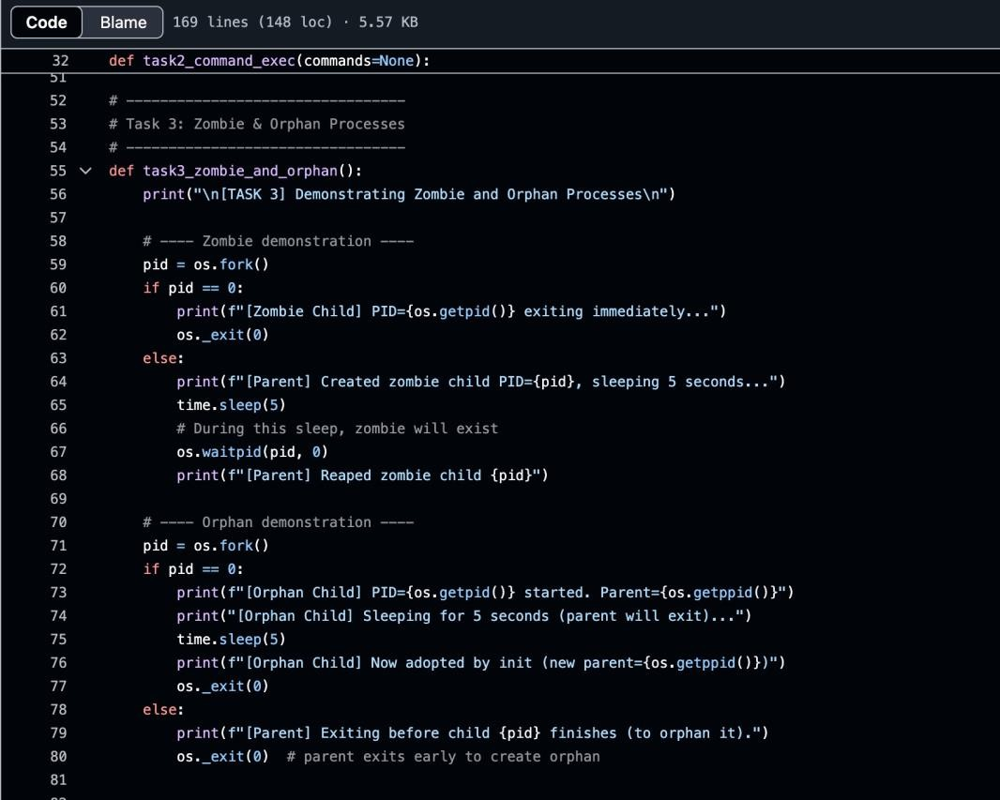 Code Blame 169 lines (148 loc) · 5.57 KB
32 def task2_command_exec(commands=None):
51
52 # --------------------------------
53 # Task 3: Zombie & Orphan Processes
54 # --------------------------------
55 def task3_zombie_and_orphan():
56 print("\n[TASK 3] Demonstrating Zombie and Orphan Processes\n")
57
58 # ---- Zombie demonstration ----
59 pid = os.fork()
60 if pid == 0:
61 print(f"[Zombie Child] PID={os.getpid()} exiting immediately...")
62 os._exit(0)
63 else:
64 print(f"[Parent] Created zombie child PID={pid}, sleeping 5 seconds...")
65 time.sleep(5)
66 # During this sleep, zombie will exist
67 os.waitpid(pid, 0)
68 print(f"[Parent] Reaped zombie child {pid}")
69
70 # ---- Orphan demonstration ----
71 pid = os.fork()
72 if pid == 0:
73 print(f"[Orphan Child] PID={os.getpid()} started. Parent={os.getppid()}")
74 print("[Orphan Child] Sleeping for 5 seconds (parent will exit)...")
75 time.sleep(5)
76 print(f"[Orphan Child] Now adopted by init (new parent={os.getppid()})")
77 os._exit(0)
78 else:
79 print(f"[Parent] Exiting before child {pid} finishes (to orphan it).")
80 os._exit(0) # parent exits early to create orphan
81